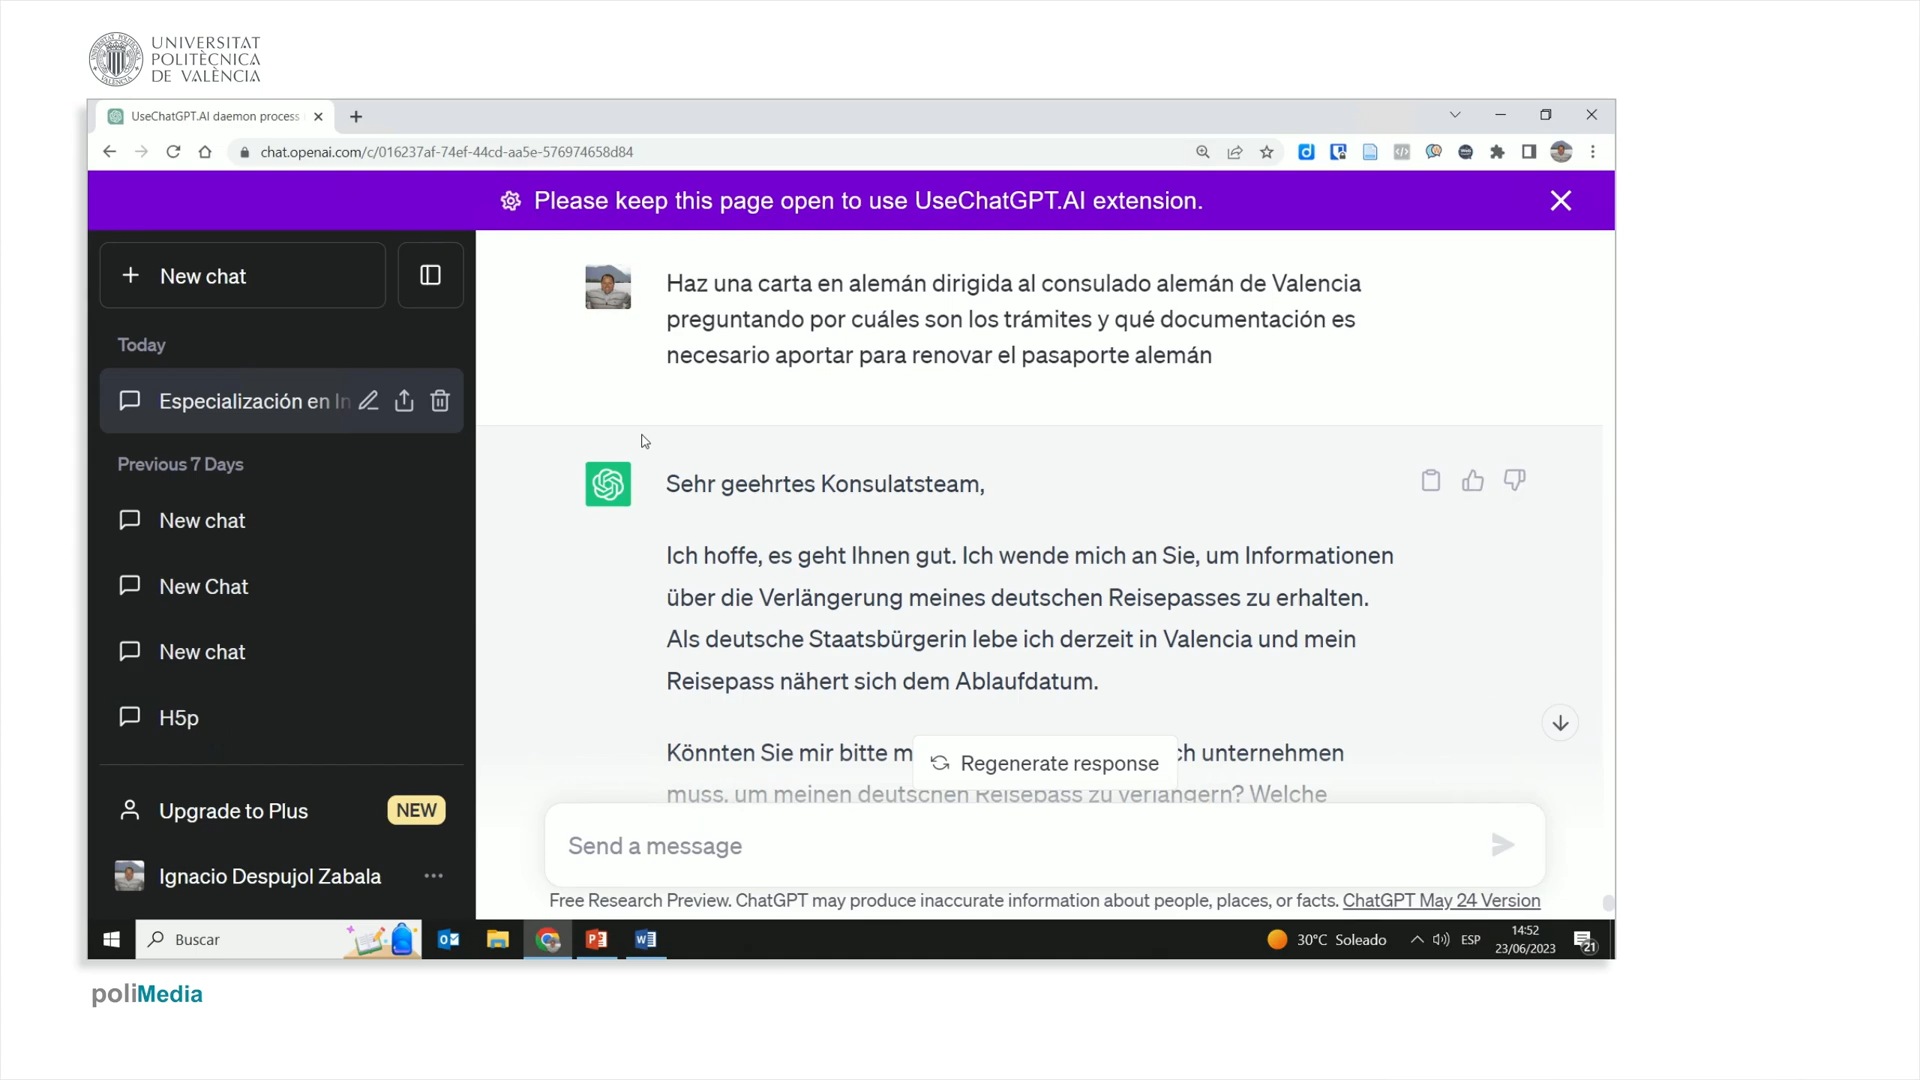 UNIVERSITAT
POLITÈCNICA
DE VALÈNCIA
UseChatGPT.AI daemon process
chat.openai.com/c/016237af-74ef-44cd-aa5e-576974658d84
Please keep this page open to use UseChatGPT.AI extension.
New chat
Today
Especialización en In
Previous 7 Days
New chat
New Chat
New chat
H5p
Upgrade to Plus NEW
Ignacio Despujol Zabala
Haz una carta en alemán dirigida al consulado alemán de Valencia
preguntando por cuáles son los trámites y qué documentación es
necesario aportar para renovar el pasaporte alemán
Sehr geehrtes Konsulatsteam,
Ich hoffe, es geht Ihnen gut. Ich wende mich an Sie, um Informationen
über die Verlängerung meines deutschen Reisepasses zu erhalten.
Als deutsche Staatsbürgerin lebe ich derzeit in Valencia und mein
Reisepass nähert sich dem Ablaufdatum.
Könnten Sie mir bitte m ch unternehmen
Regenerate response
muss, um meinen deutschen Reisepass zu verlängern? Welche
Send a message
Free Research Preview. ChatGPT may produce inaccurate information about people, places, or facts. ChatGPT May 24 Version
Buscar
30°C Soleado
ESP
14:52
23/06/2023
21
poliMedia